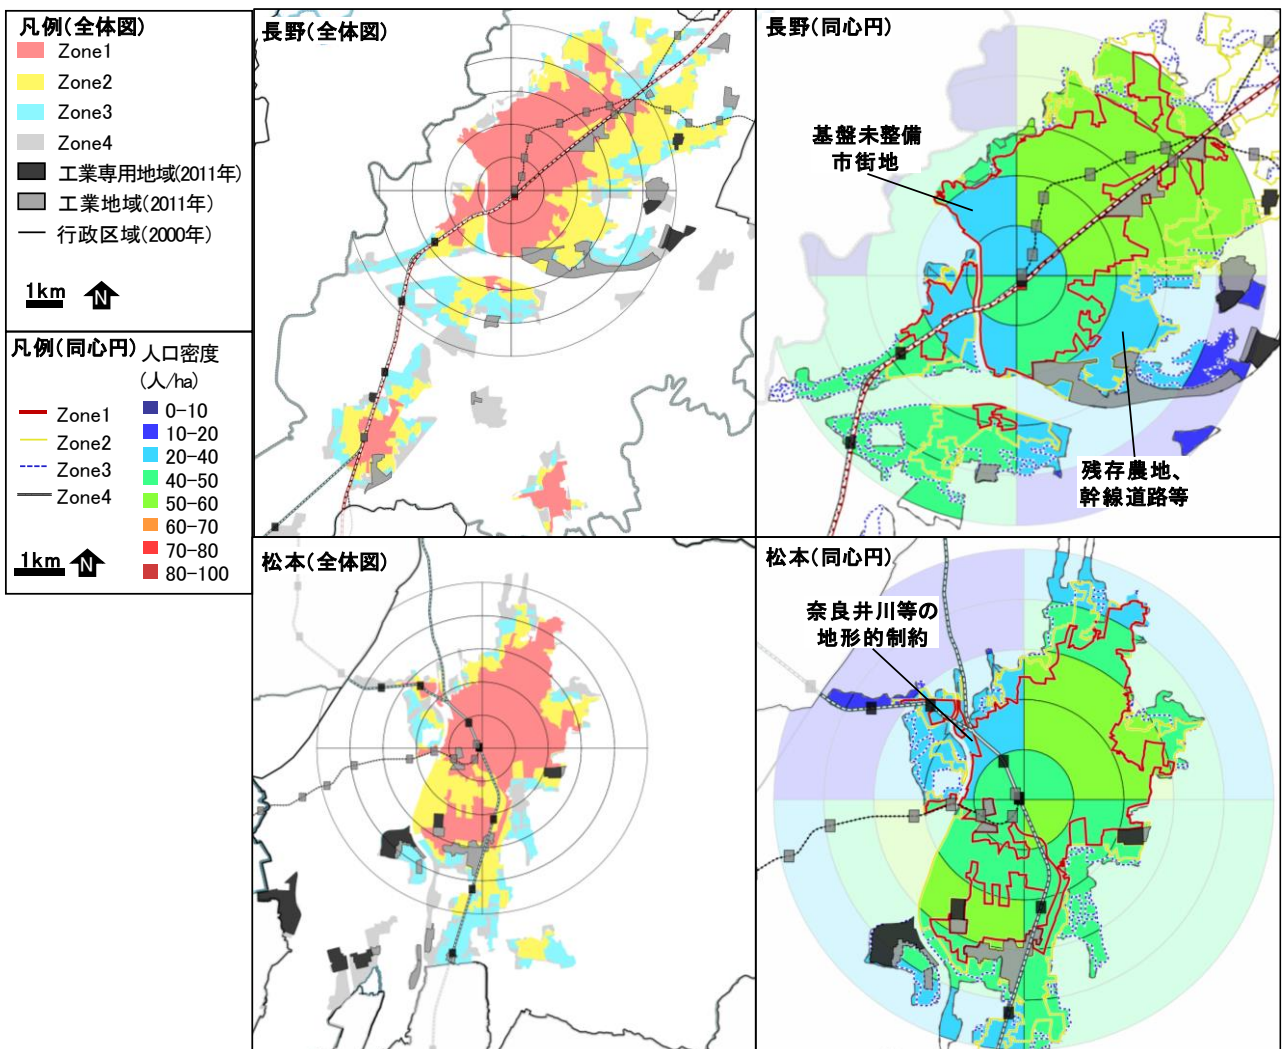 凡例(全体図)
Zone1
Zone2
Zone3
Zone4
工業専用地域(2011年)
工業地域(2011年)
行政区域(2000年)
1km
N
凡例(同心円)
人口密度
(人/ha)
Zone1
Zone2
Zone3
Zone4
0-10
10-20
20-40
40-50
50-60
60-70
70-80
80-100
1km
N
長野(全体図)
長野(同心円)
基盤未整備
市街地
残存農地、
幹線道路等
松本(全体図)
松本(同心円)
奈良井川等の
地形的制約